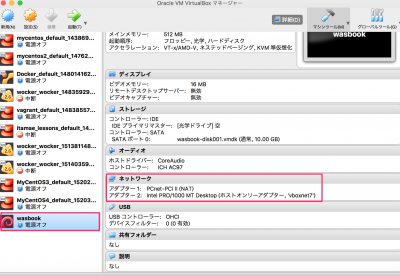 Oracle VM VirtualBox マネージャー
新規(N) 設定(S) 起動(T)
詳細(D)
マシンツール(M)
グローバルツール(G)
mycentos_default_143869
電源オフ
mycentos2_default_14762
電源オフ
Docker_default_14801462
中断
worker_default_14835929
中断
vagrant_default_14838557
電源オフ
itamae_lessons_default_14
電源オフ
wocker_default_1513811148
電源オフ
wocker_default_15140359
中断
MyCentOS3_default_15203
電源オフ
MyCentOS4_default_15203
電源オフ
wasbook
電源オフ
メインメモリー: 512 MB
起動順序: フロッピー, 光学, ハードディスク
アクセラレーション: VT-x/AMD-V, ネステッドページング, KVM 準仮想化
wasbook
ディスプレイ
ビデオメモリー: 16 MB
リモートデスクトップサーバー: 無効
ビデオキャプチャー: 無効
ストレージ
コントローラー: IDE
IDE プライマリマスター: [光学ドライブ] 空
コントローラー: SATA
SATA ポート 0: wasbook-disk001.vmdk (通常, 10.00 GB)
オーディオ
ホストドライバー: CoreAudio
コントローラー: ICH AC97
ネットワーク
アダプター 1: PCnet-PCI II (NAT)
アダプター 2: Intel PRO/1000 MT Desktop (ホストオンリーアダプター, 'vboxnet7')
USB
USB コントローラー: OHCI
デバイスフィルター: 0 (0 有効)
共有フォルダー
なし
説明
なし